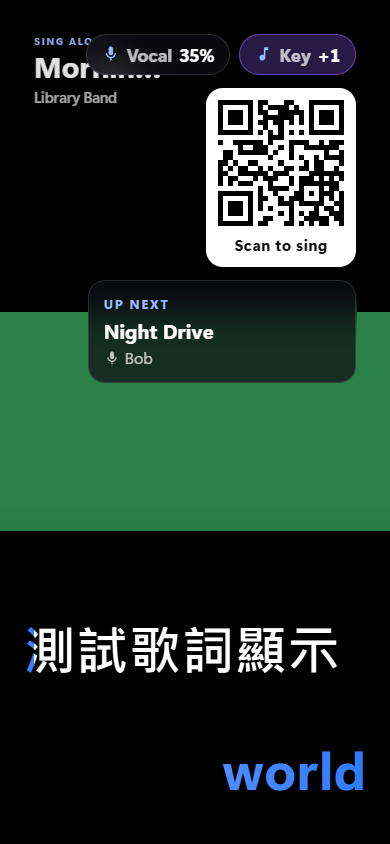 SING ALO
Vocal 35%
Key +1
Library Band
Scan to sing
UP NEXT
Night Drive
Bob
測試歌詞顯示
world